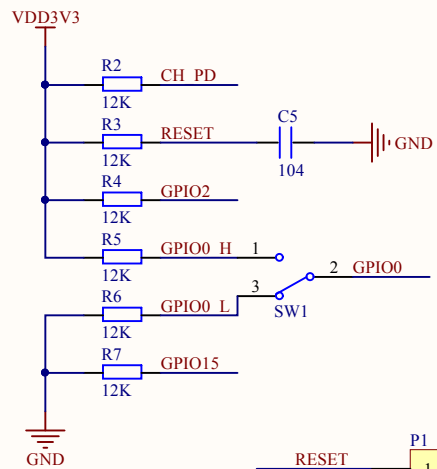 VDD3V3
R2 CH_PD
12K
R3 RESET C5
12K 104 GND
R4 GPIO2
12K
R5 GPIO0_H 1
12K 2 GPIO0
R6 GPIO0_L 3
12K SW1
R7 GPIO15
12K
GND
RESET P1
1